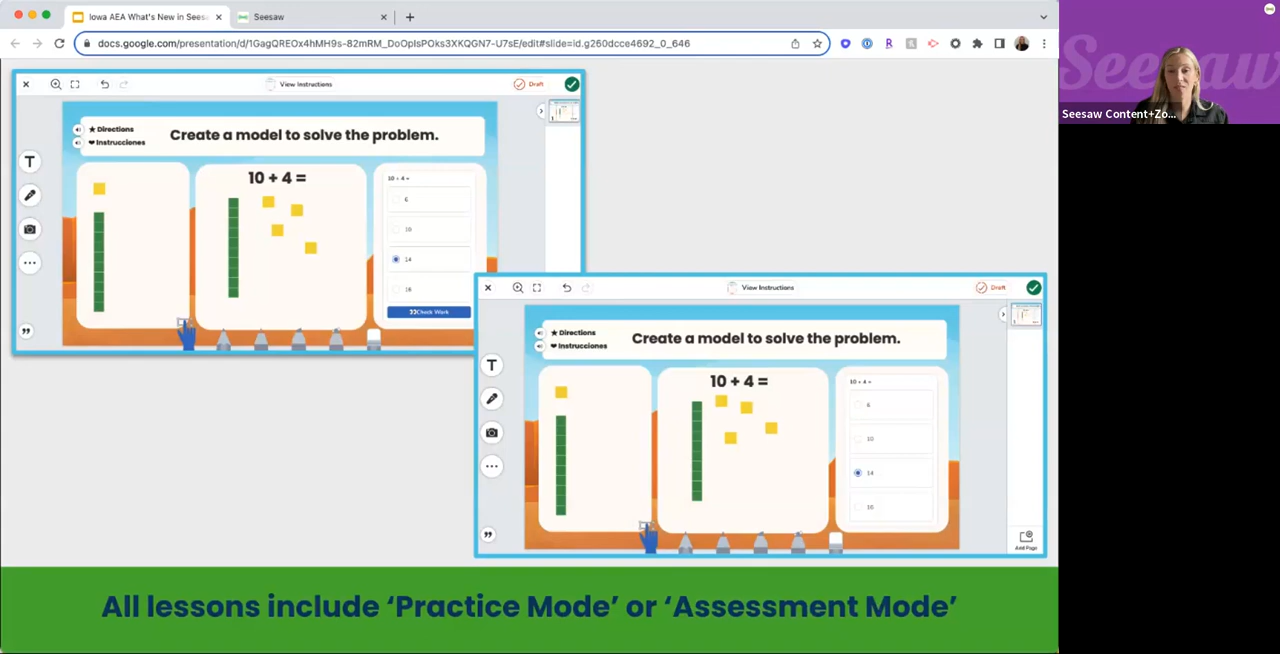 Iowa AEA What's New in Sees
Seesaw
docs.google.com/presentation/d/1GagQREOx4hMH9s-82mRM_DoOpIsPOks3XKQGN7-U7sE/edit#slide=id.g260dcce4692_0_646
Seesaw
Seesaw Content+Zo...
View Instructions
Draft
★ Directions
❤ Instrucciones
Create a model to solve the problem.
10 + 4 =
10 + 4 =
6
10
14
16
Check Work
View Instructions
Draft
★ Directions
❤ Instrucciones
Create a model to solve the problem.
10 + 4 =
10 + 4 =
6
10
14
16
Add Page
All lessons include ‘Practice Mode’ or ‘Assessment Mode’